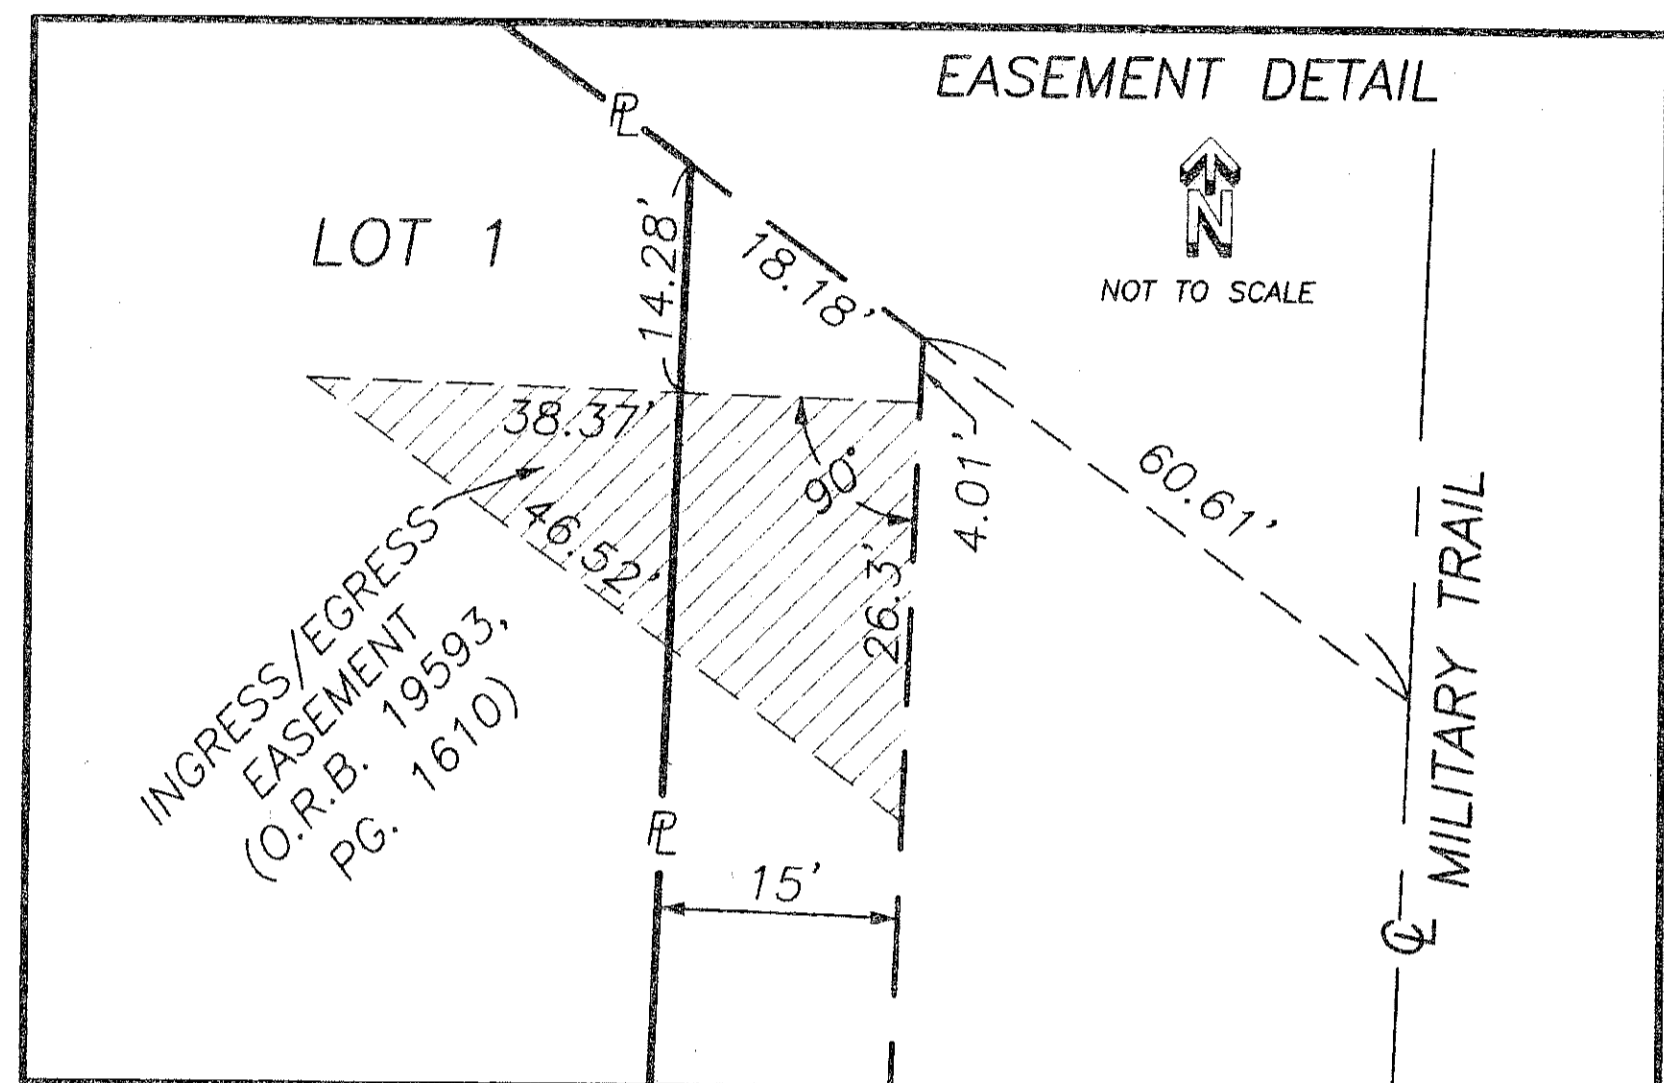 EASEMENT DETAIL
N
NOT TO SCALE
PL
LOT 1
14.28'
18.18'
38.37'
46.52'
90°
26.3'
4.01'
60.61'
INGRESS/EGRESS
EASEMENT
(O.R.B. 19593,
PG. 1610)
PL
15'
CL
MILITARY TRAIL